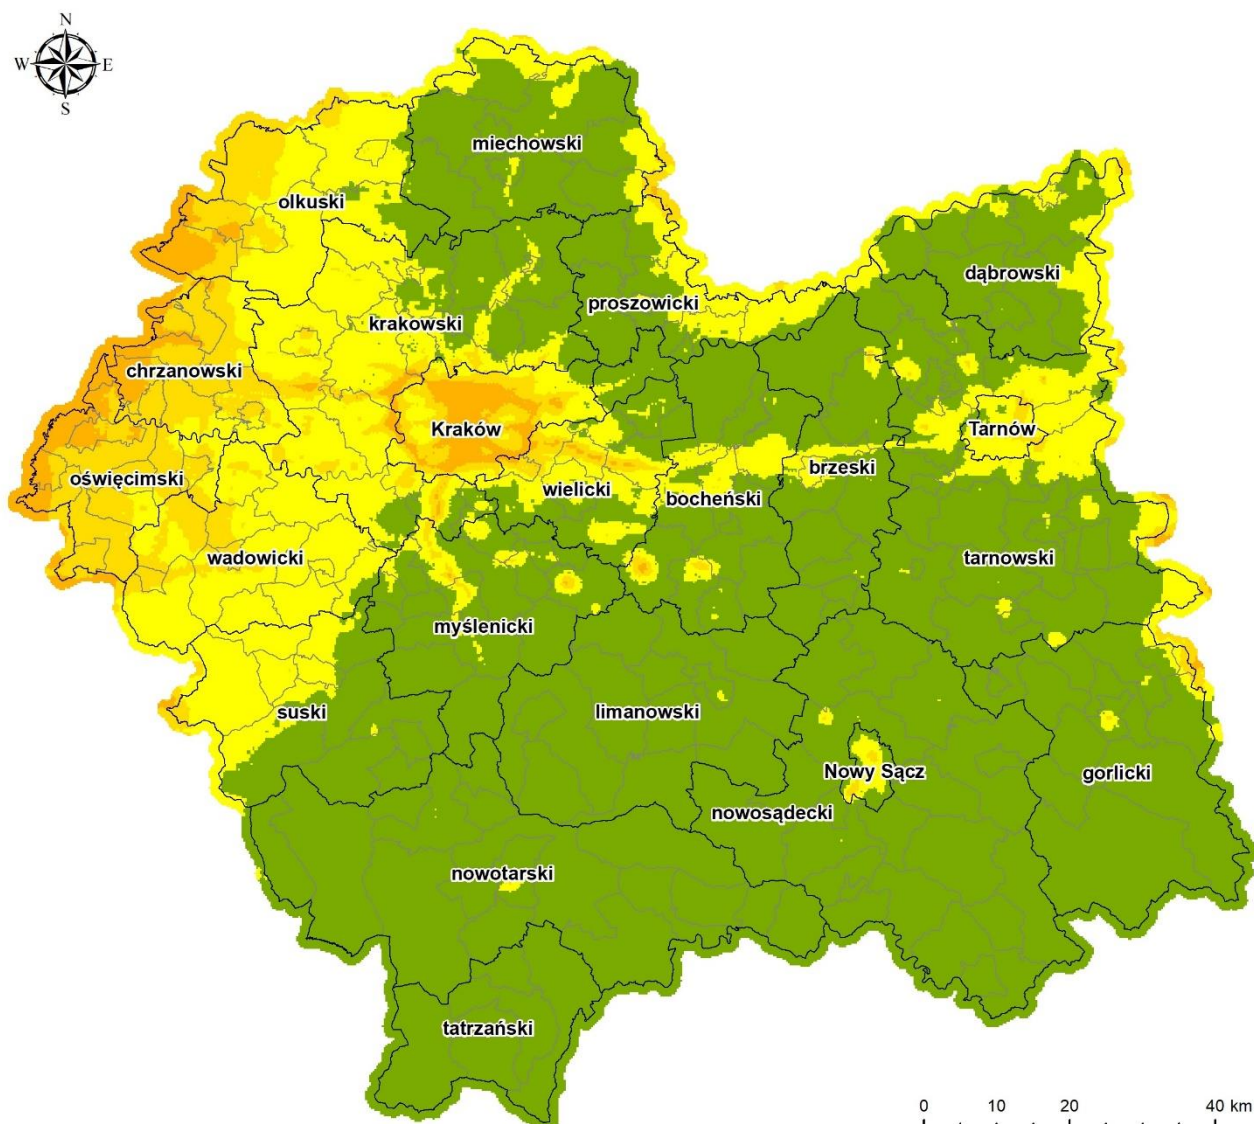 N
W E
S
miechowski
olkuski
dąbrowski
proszowicki
krakowski
chrzanowski
Kraków
Tarnów
brzeski
oświęcimski
wielicki
bocheński
wadowicki
tarnowski
myślenicki
suski
limanowski
Nowy Sącz
gorlicki
nowosądecki
nowotarski
tatrzański
0 10 20 40 km